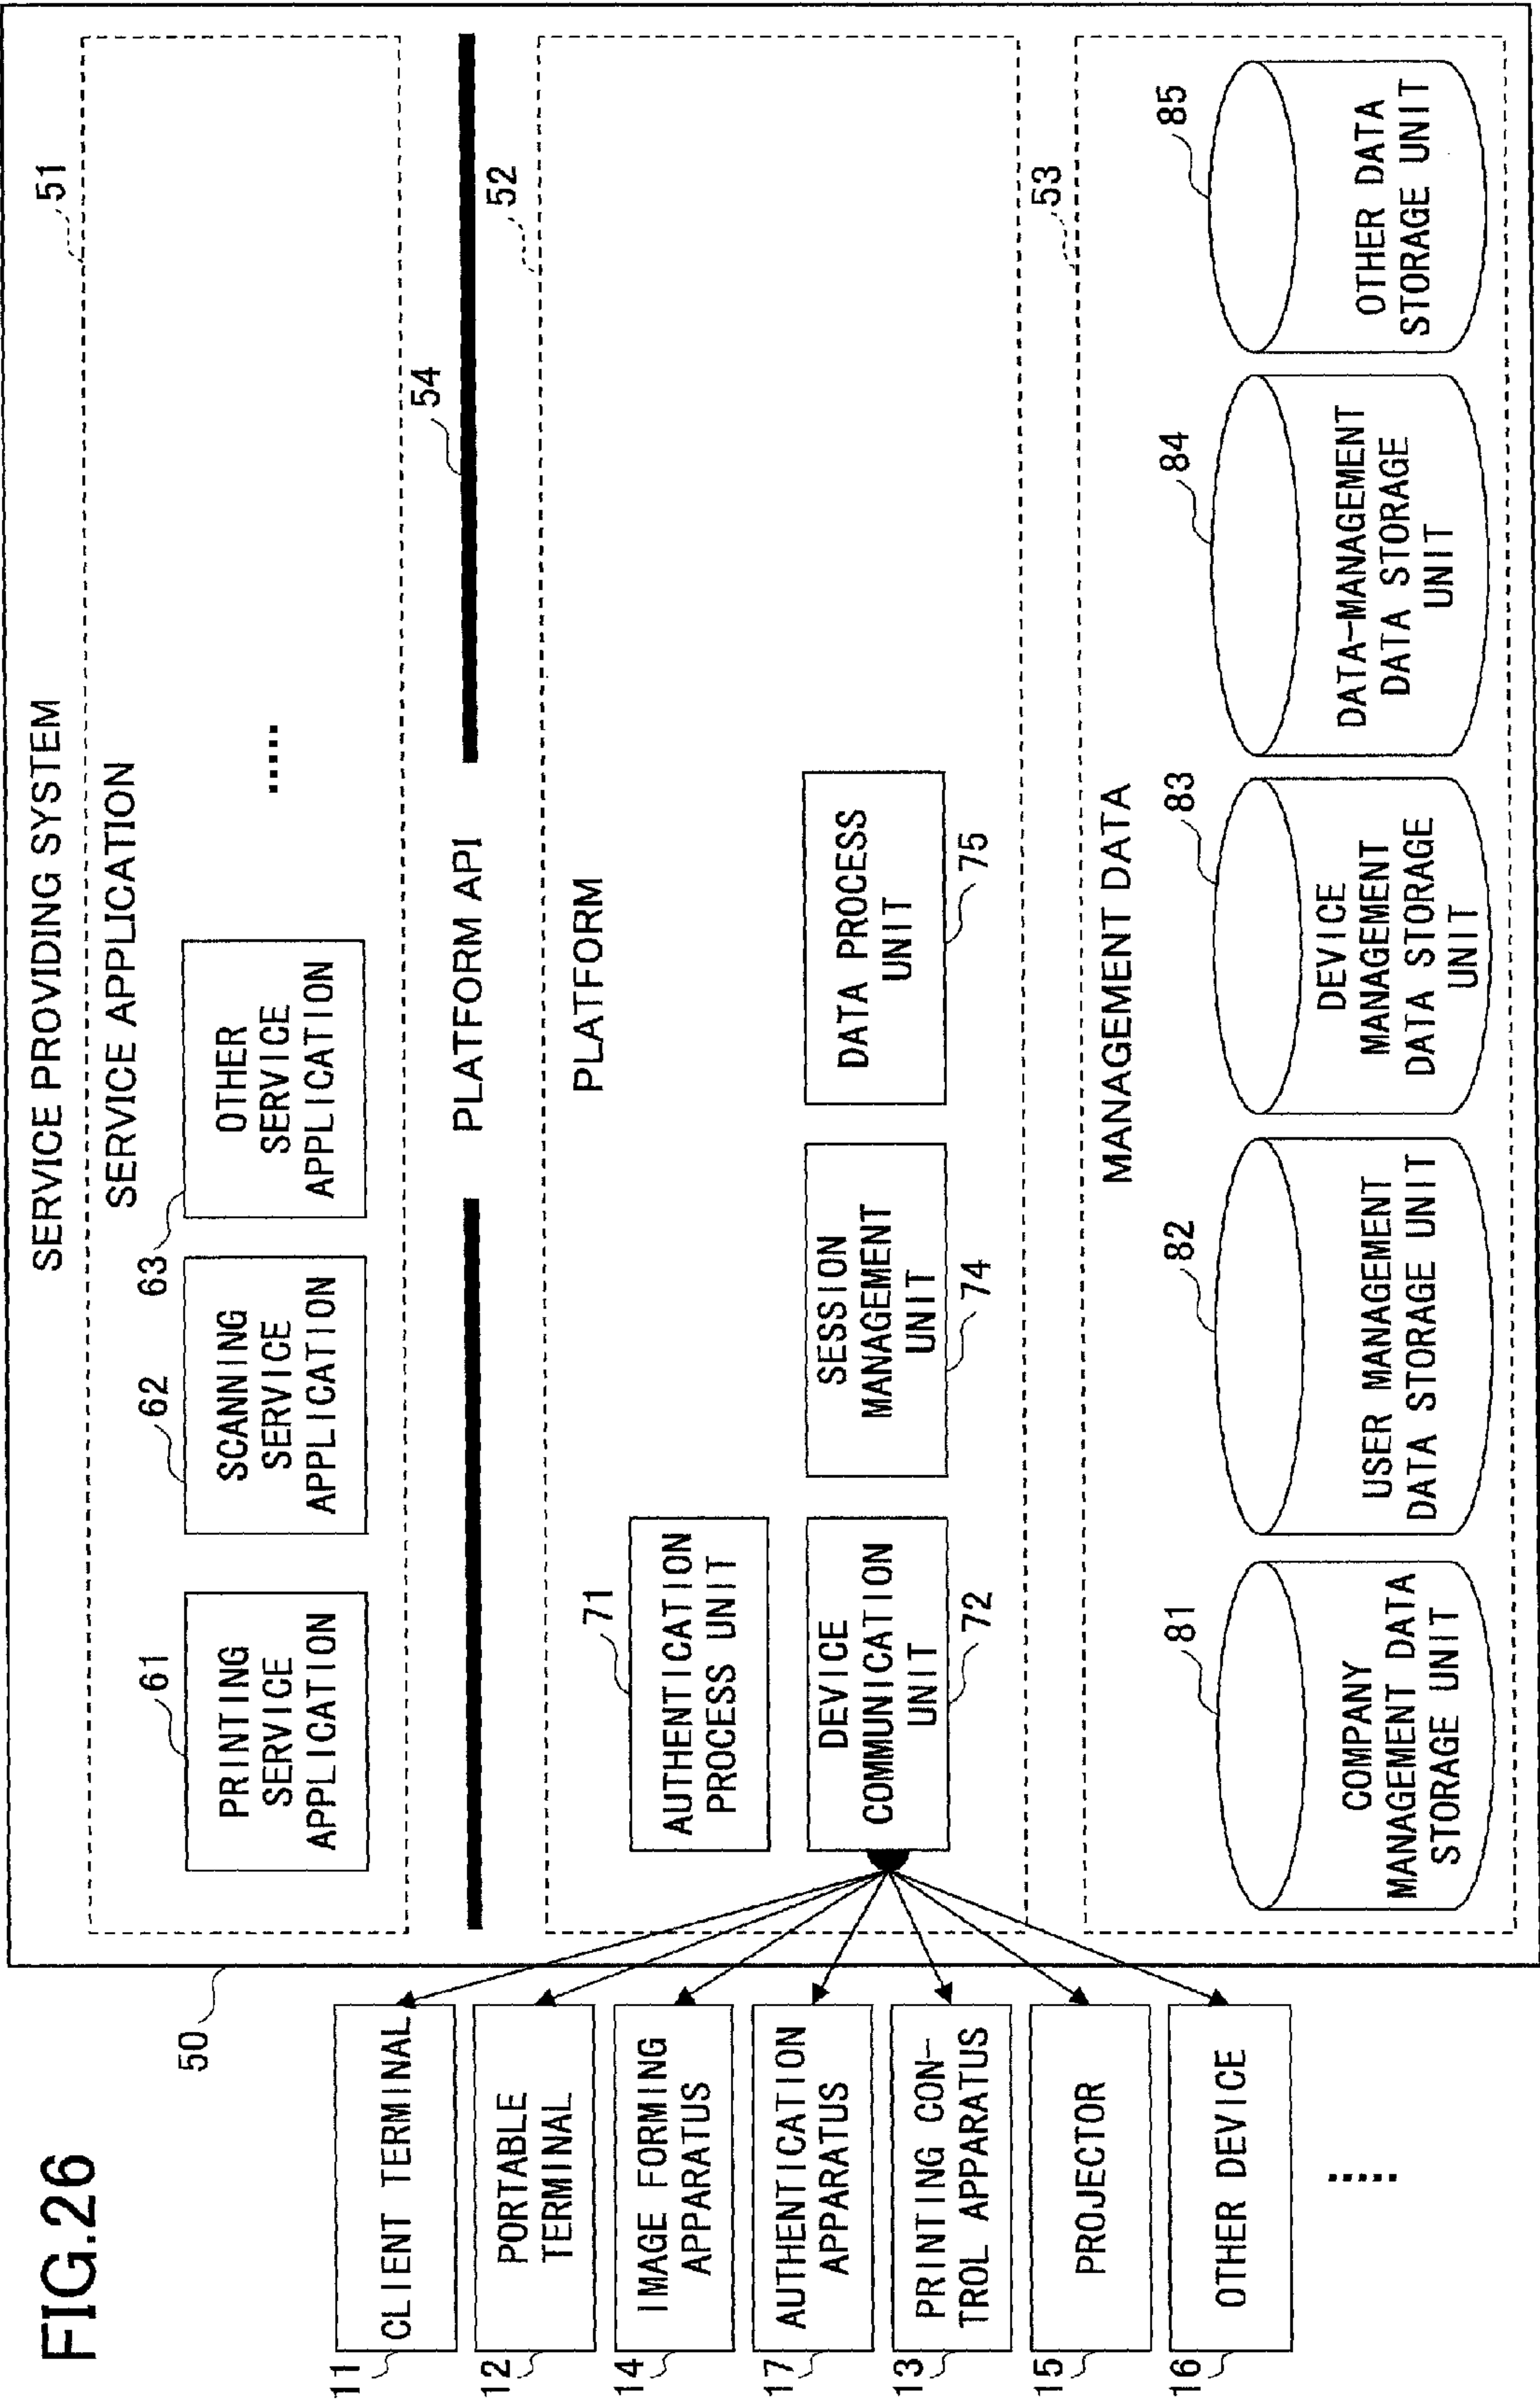 FIG.26
SERVICE PROVIDING SYSTEM
50
SERVICE APPLICATION
51
61
PRINTING
SERVICE
APPLICATION
62
SCANNING
SERVICE
APPLICATION
63
OTHER
SERVICE
APPLICATION
.....
PLATFORM API
54
PLATFORM
52
71
AUTHENTICATION
PROCESS UNIT
DEVICE
COMMUNICATION
UNIT
72
SESSION
MANAGEMENT
UNIT
74
DATA PROCESS
UNIT
75
MANAGEMENT DATA
53
81
COMPANY
MANAGEMENT DATA
STORAGE UNIT
82
USER MANAGEMENT
DATA STORAGE UNIT
83
DEVICE
MANAGEMENT
DATA STORAGE
UNIT
84
DATA-MANAGEMENT
DATA STORAGE
UNIT
85
OTHER DATA
STORAGE UNIT
11
CLIENT TERMINAL
12
PORTABLE
TERMINAL
14
IMAGE FORMING
APPARATUS
17
AUTHENTICATION
APPARATUS
13
PRINTING CON-
TROL APPARATUS
15
PROJECTOR
16
OTHER DEVICE
.....